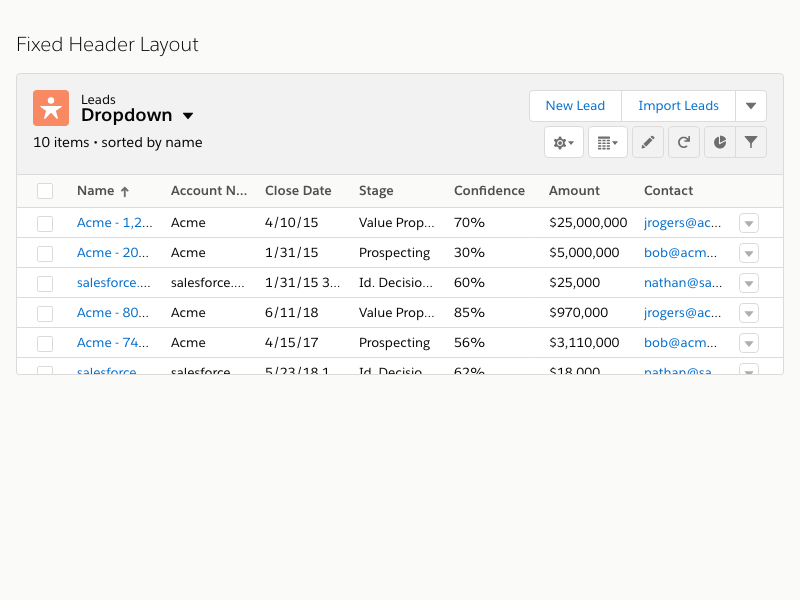 Fixed Header Layout
Leads
Dropdown
10 items • sorted by name
New Lead Import Leads
Name Account N... Close Date Stage Confidence Amount Contact
Acme - 1,2... Acme 4/10/15 Value Prop... 70% $25,000,000 jrogers@ac...
Acme - 20... Acme 1/31/15 Prospecting 30% $5,000,000 bob@acm...
salesforce.... salesforce.... 1/31/15 3... Id. Decisio... 60% $25,000 nathan@sa...
Acme - 80... Acme 6/11/18 Value Prop... 85% $970,000 jrogers@ac...
Acme - 74... Acme 4/15/17 Prospecting 56% $3,110,000 bob@acm...
salesforce.... salesforce.... 5/23/18 1... Id. Decisio... 62% $18,000 nathan@sa...